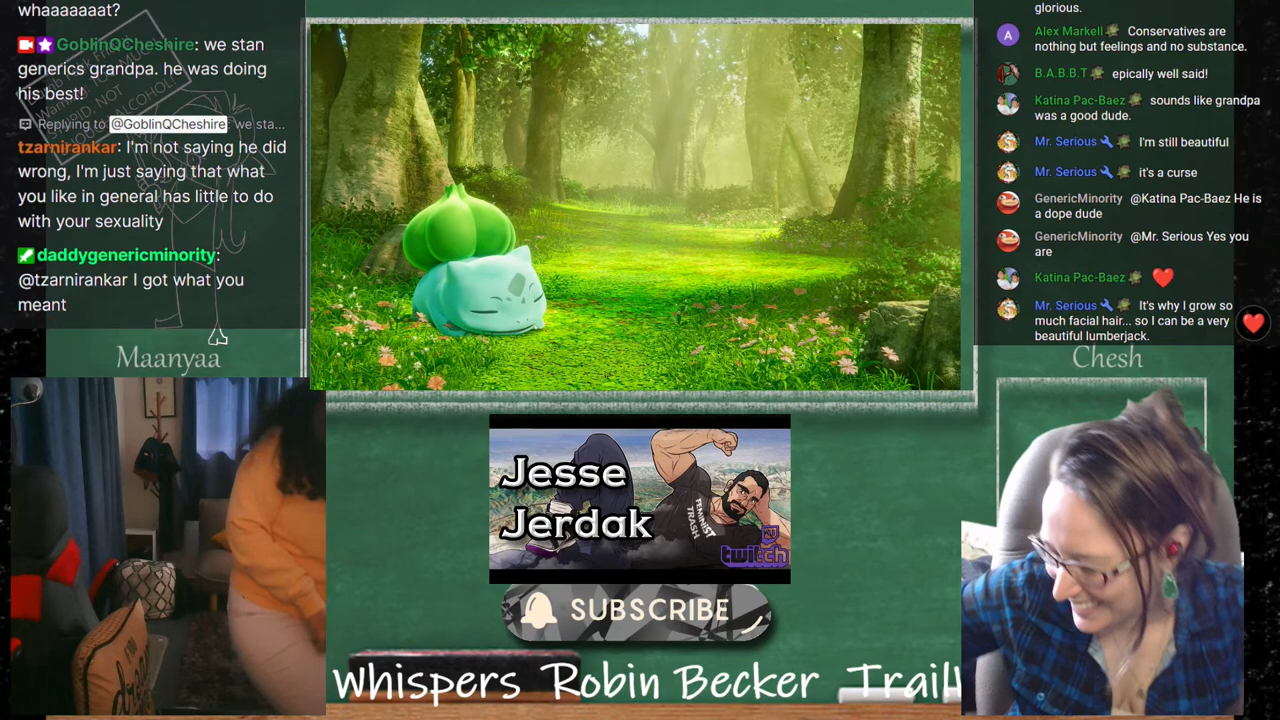 whaaaaaat?
GoblinQCheshire: we stan
generics grandpa. he was doing
his best!
Replying to @GoblinQCheshire: we sta...
tzarnirankar: I'm not saying he did
wrong, I'm just saying that what
you like in general has little to do
with your sexuality
daddygenericminority:
@tzarnirankar I got what you
meant
Maanyaa
Jesse
Jerdak
FEMINIST
TRASH
twitch
SUBSCRIBE
Whispers Robin Becker Trail
glorious.
Alex Markell Conservatives are
nothing but feelings and no substance.
B.A.B.B.T epically well said!
Katina Pac-Baez sounds like grandpa
was a good dude.
Mr. Serious I'm still beautiful
Mr. Serious it's a curse
GenericMinority @Katina Pac-Baez He is
a dope dude
GenericMinority @Mr. Serious Yes you
are
Katina Pac-Baez
Mr. Serious It's why I grow so
much facial hair... so I can be a very
beautiful lumberjack.
Chesh